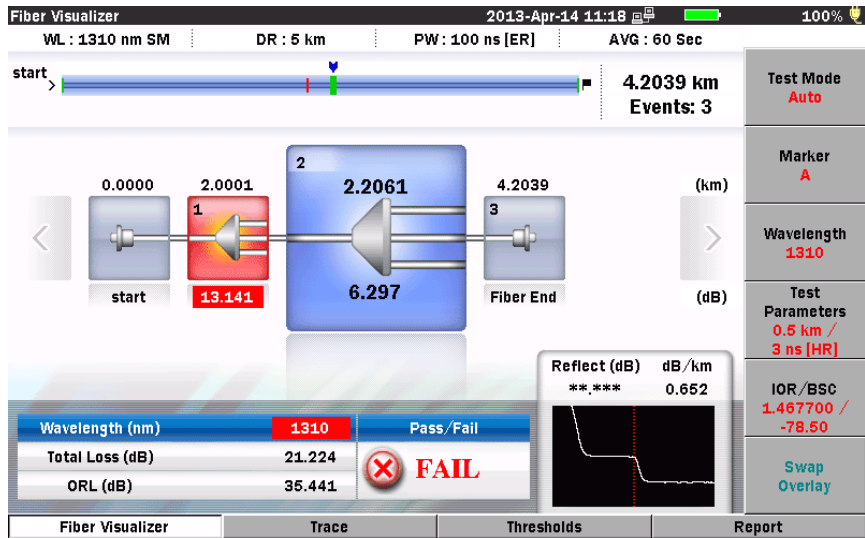 Fiber Visualizer 2013-Apr-14 11:18 100%
WL : 1310 nm SM DR : 5 km PW : 100 ns [ER] AVG : 60 Sec
start
4.2039 km
Events: 3
0.0000 2.0001 2 2.2061 4.2039 (km)
1 3
start 13.141 6.297 Fiber End (dB)
Reflect (dB) dB/km
**.*** 0.652
Wavelength (nm) 1310 Pass/Fail
Total Loss (dB) 21.224 FAIL
ORL (dB) 35.441
Test Mode
Auto
Marker
A
Wavelength
1310
Test
Parameters
0.5 km /
3 ns [HR]
IOR/BSC
1.467700 /
-78.50
Swap
Overlay
Fiber Visualizer Trace Thresholds Report